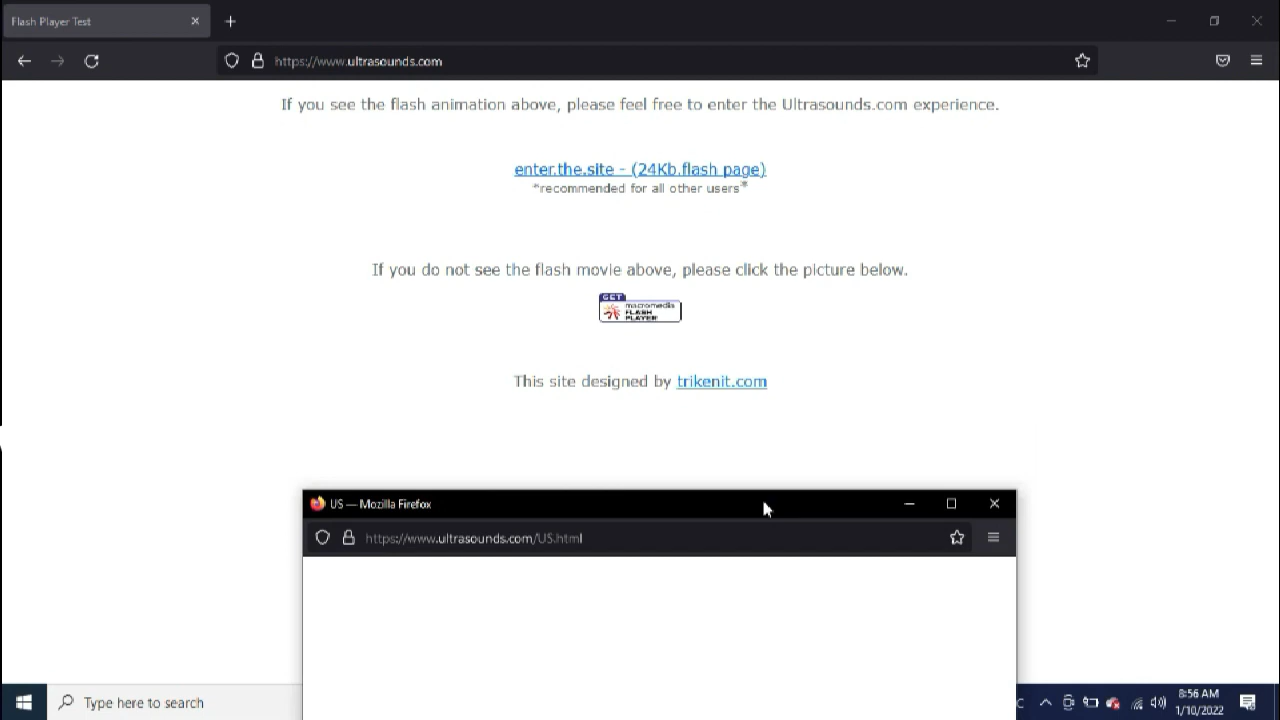 Flash Player Test
https://www.ultrasounds.com
If you see the flash animation above, please feel free to enter the Ultrasounds.com experience.
enter.the.site - (24Kb.flash page)
*recommended for all other users*
If you do not see the flash movie above, please click the picture below.
GET
macromedia
FLASH
PLAYER
This site designed by trikenit.com
US — Mozilla Firefox
https://www.ultrasounds.com/US.html
Type here to search
8:56 AM
1/10/2022